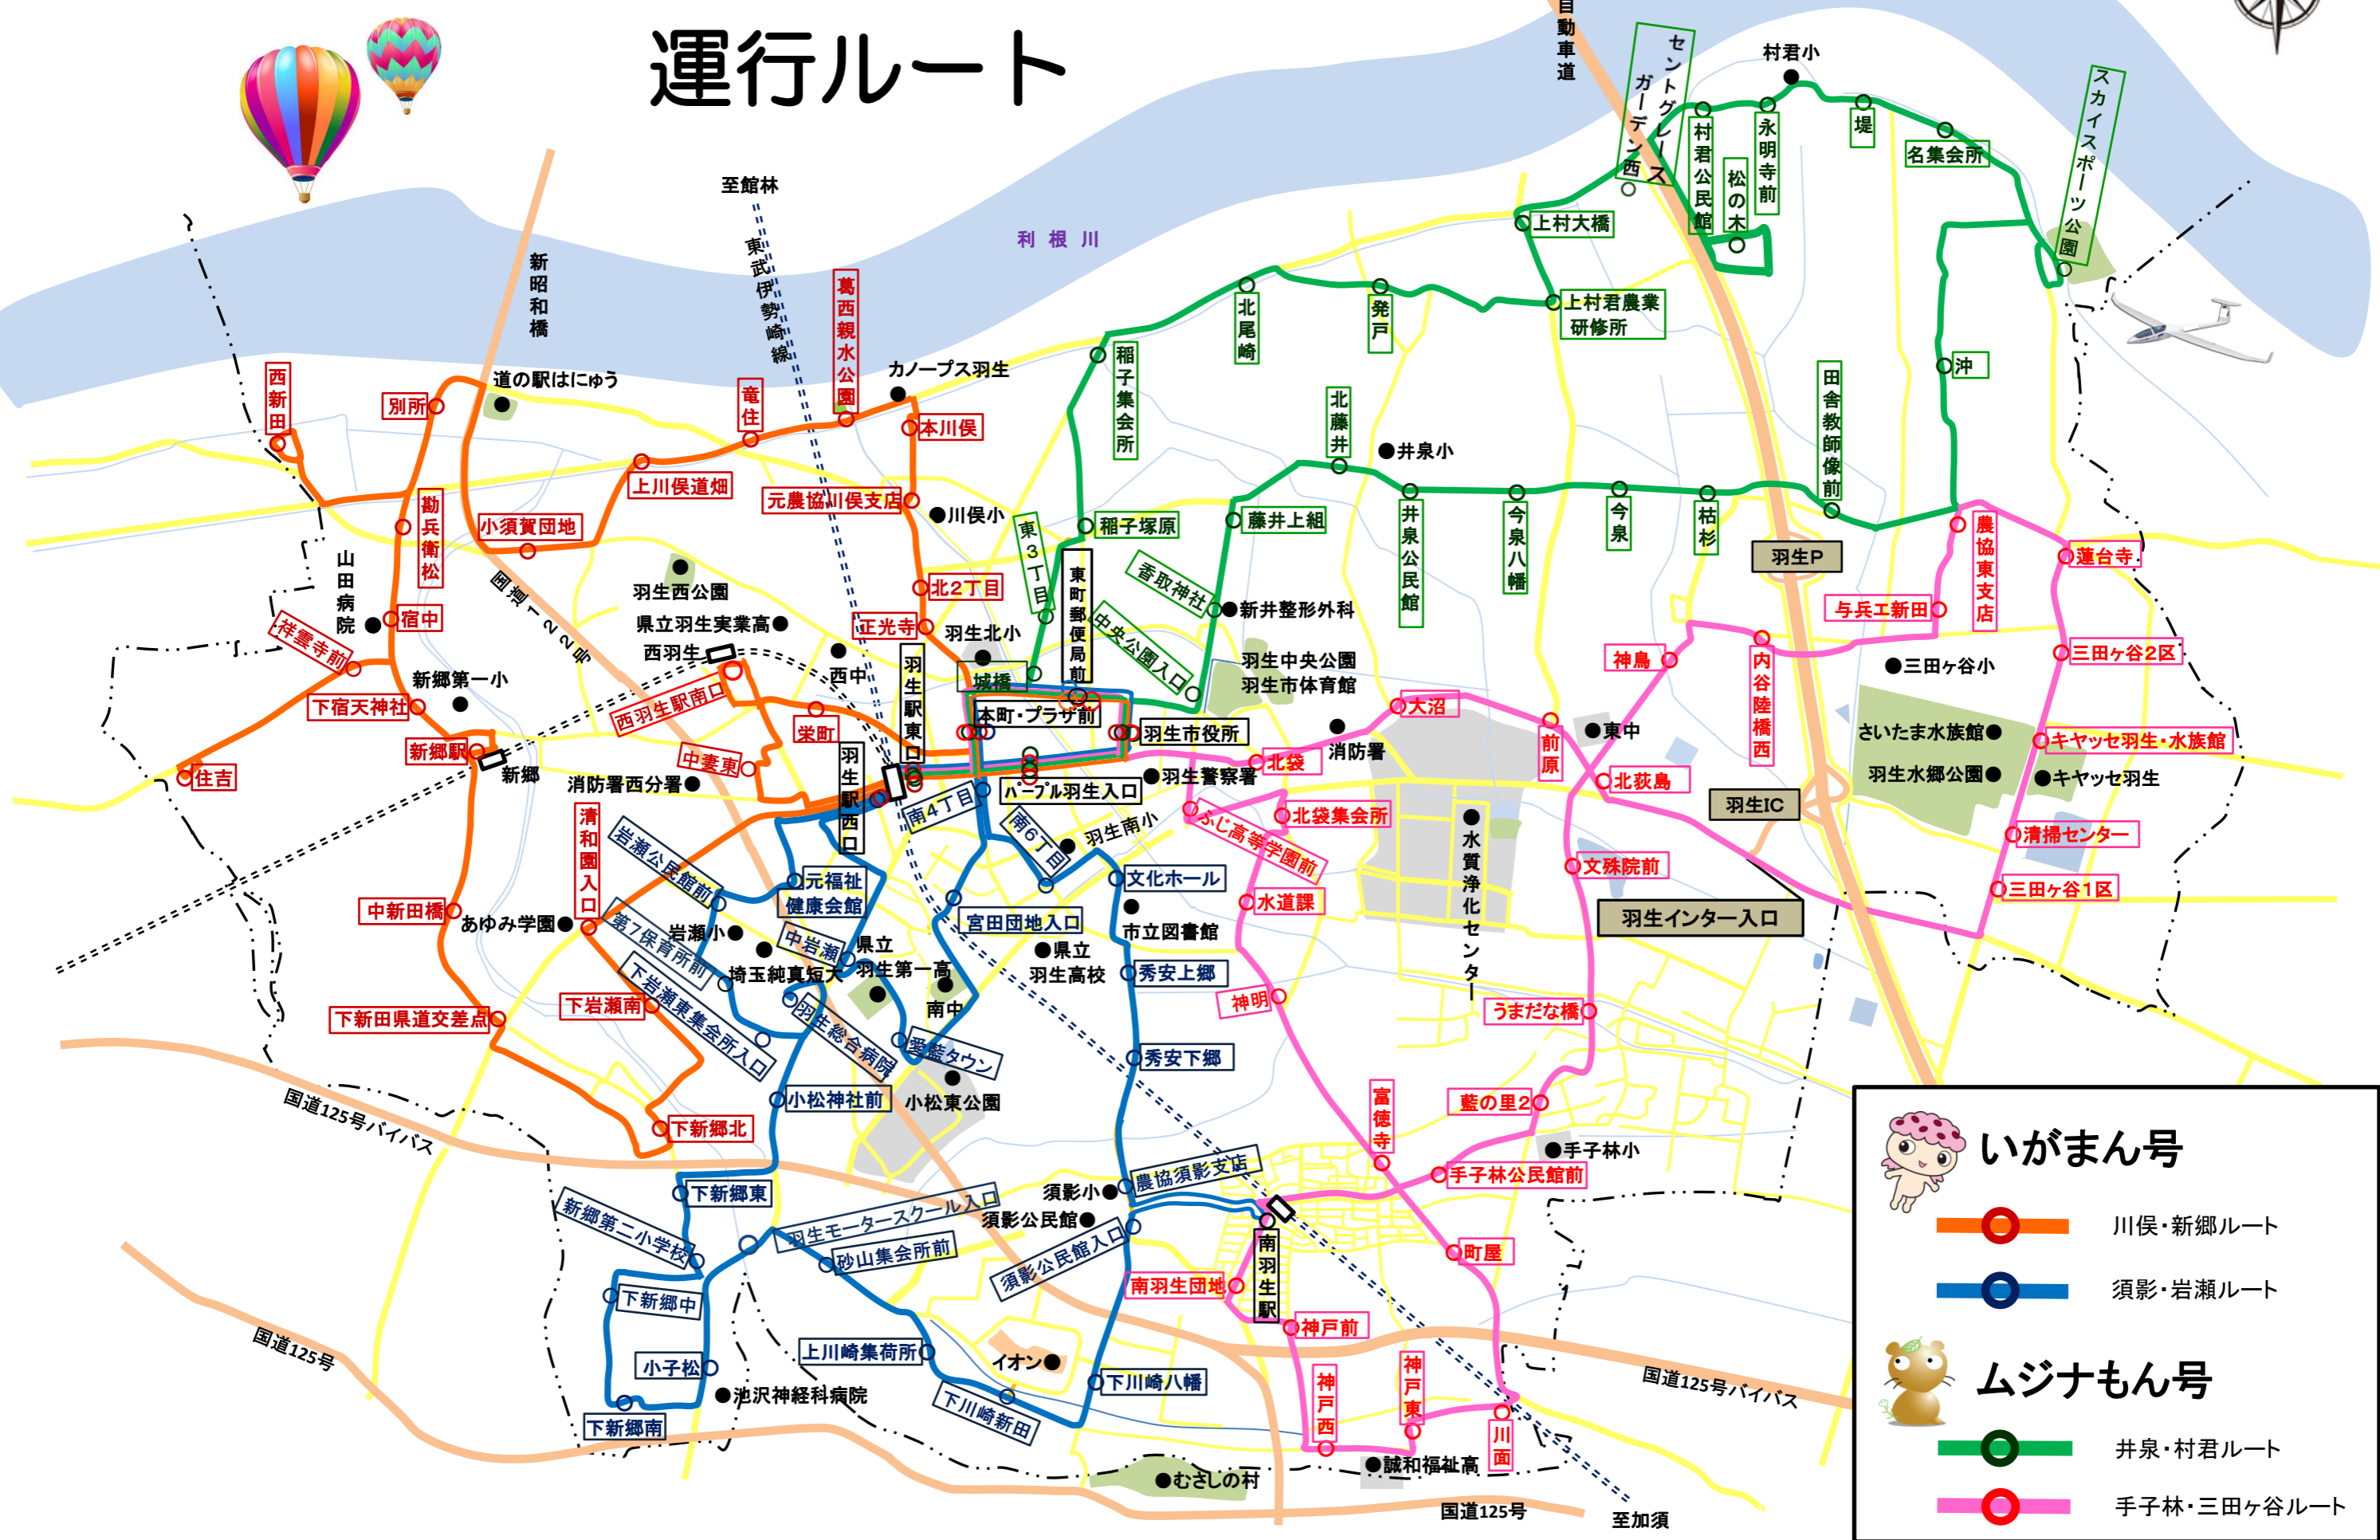 運行ルート
自動車道
至館林
東武伊勢崎線
利根川
新昭和橋
道の駅はにゅう
カノープス羽生
村君小
セントグレース
ガーデン西
村君公民館
松の木
永明寺前
堤
名集会所
スカイスポーツ公園
上村大橋
上村君農業
研修所
発戸
北尾崎
稲子集会所
稲子塚原
東3丁目
城橋
沖
田舎教師像前
枯杉
今泉
今泉八幡
井泉公民館
井泉小
北藤井
藤井上組
香取神社
中央公園入口
新井整形外科
羽生中央公園
羽生市体育館
西新田
別所
竜住
葛西親水公園
本川俣
上川俣道畑
元農協川俣支店
川俣小
小須賀団地
勘兵衛松
山田病院
宿中
祥雲寺前
下宿天神社
新郷第一小
新郷駅
新郷
住吉
国道122号
羽生西公園
県立羽生実業高
西羽生
西羽生駅南口
西中
栄町
中妻東
消防署西分署
北2丁目
正光寺
羽生北小
東町郵便局前
羽生駅東口
羽生駅西口
本町・プラザ前
羽生市役所
パープル羽生入口
羽生警察署
消防署
大沼
北袋
北袋集会所
ふじ高等学園前
水道課
神明
富徳寺
前原
東中
北荻島
神鳥
内谷陸橋西
与兵エ新田
農協東支店
蓮台寺
三田ヶ谷2区
三田ヶ谷小
さいたま水族館
羽生水郷公園
キヤッセ羽生・水族館
キヤッセ羽生
清掃センター
三田ヶ谷1区
羽生P
羽生IC
羽生インター入口
文殊院前
水質浄化センター
うまだな橋
藍の里2
手子林小
手子林公民館前
町屋
南羽生駅
南羽生団地
神戸前
神戸西
神戸東
川面
誠和福祉高
至加須
むさしの村
清和園入口
中新田橋
あゆみ学園
下新田県道交差点
下岩瀬南
下新郷北
岩瀬公民館前
元福祉
健康会館
岩瀬小
第7保育所前
埼玉純真短大
中岩瀬
県立
羽生第一高
南中
下岩瀬東集会所入口
羽生総合病院
愛藍タウン
小松東公園
小松神社前
南4丁目
南6丁目
羽生南小
宮田団地入口
文化ホール
市立図書館
県立
羽生高校
秀安上郷
秀安下郷
農協須影支店
須影小
須影公民館
須影公民館入口
下新郷東
新郷第二小学校
羽生モータースクール入口
砂山集会所前
下新郷中
小子松
下新郷南
池沢神経科病院
上川崎集荷所
下川崎新田
イオン
下川崎八幡
国道125号バイパス
国道125号
国道125号バイパス
国道125号
いがまん号
川俣・新郷ルート
須影・岩瀬ルート
ムジナもん号
井泉・村君ルート
手子林・三田ヶ谷ルート